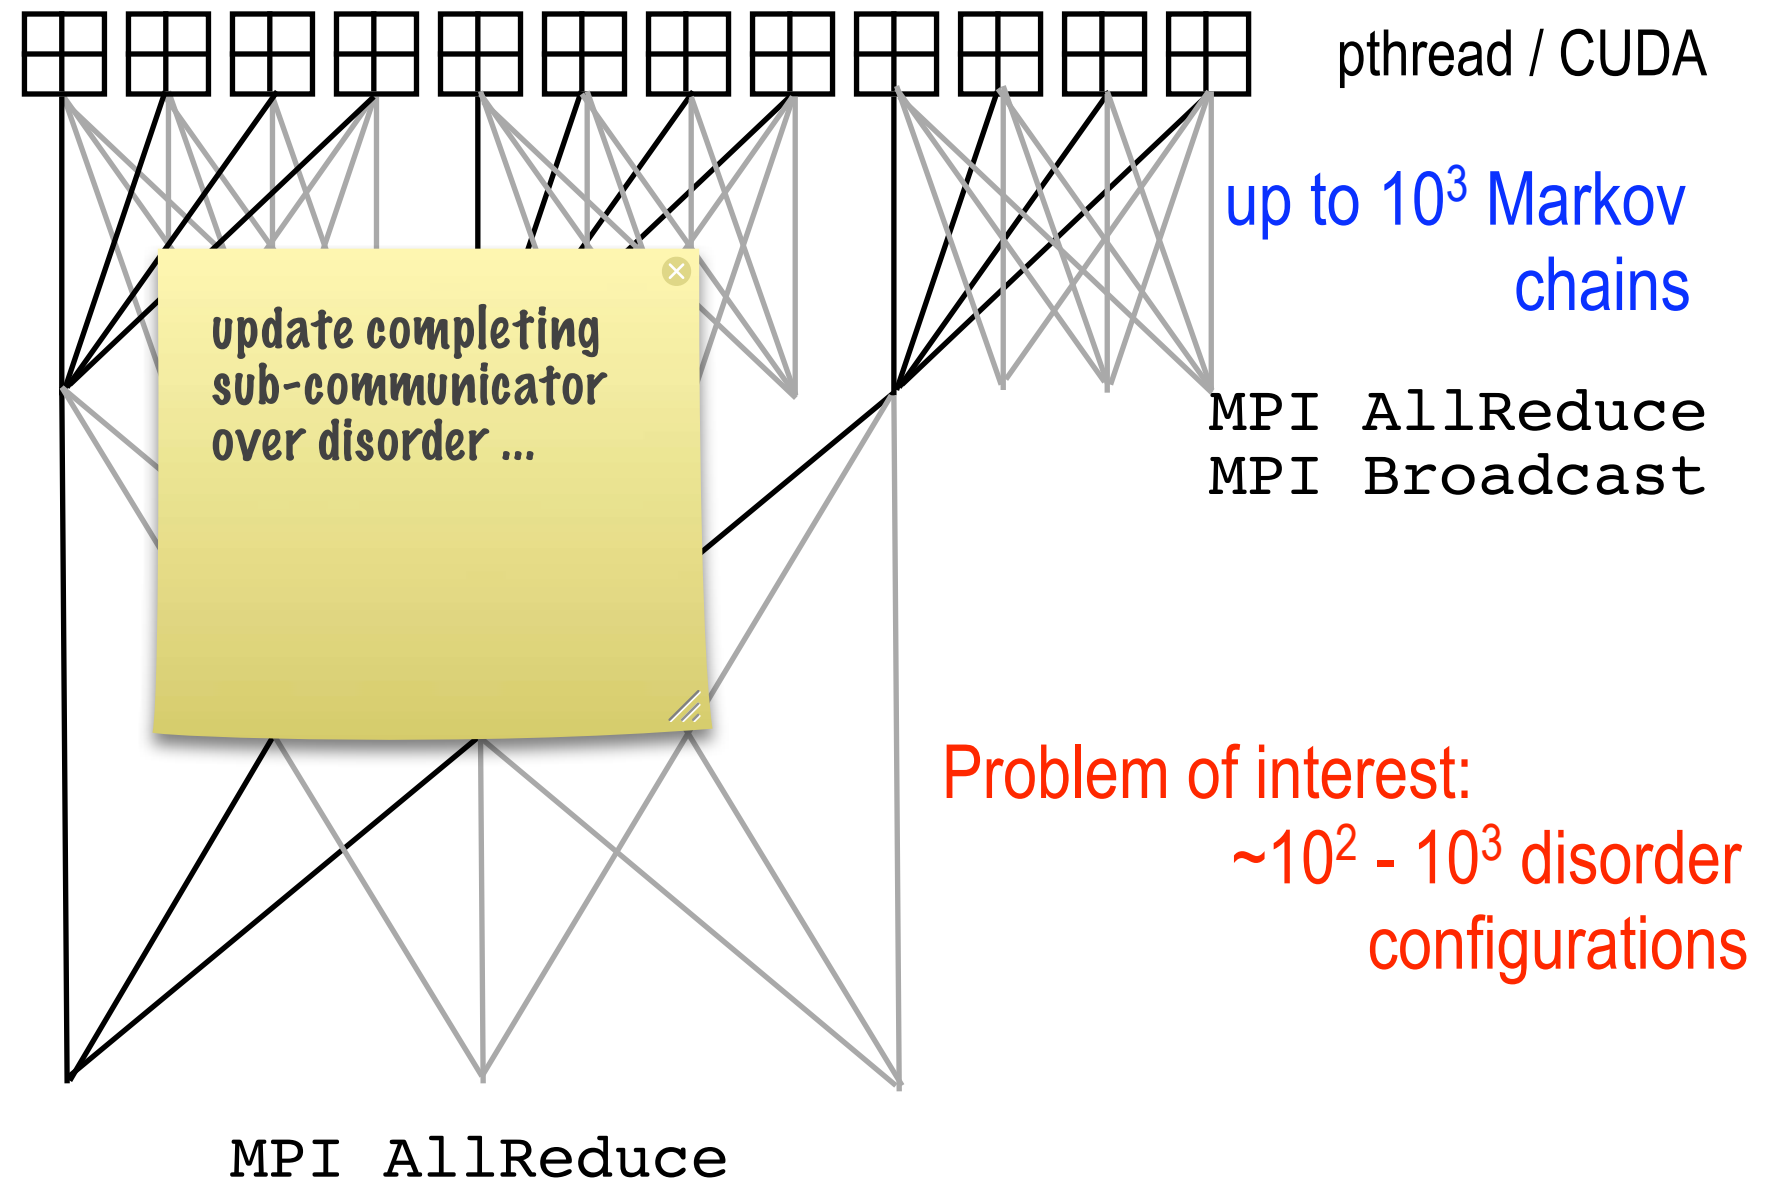 pthread / CUDA
up to 10³ Markov
chains
update completing
sub-communicator
over disorder ...
MPI AllReduce
MPI Broadcast
Problem of interest:
~10² - 10³ disorder
configurations
MPI AllReduce